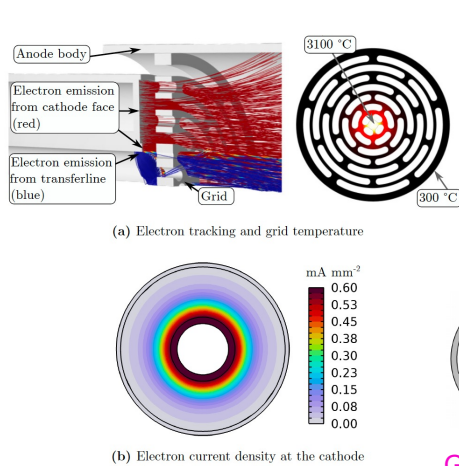 Anode body
Electron emission
from cathode face
(red)
Electron emission
from transferline
(blue)
Grid
3100 °C
300 °C
(a) Electron tracking and grid temperature
mA mm⁻²
0.60
0.53
0.45
0.38
0.30
0.23
0.15
0.08
0.00
(b) Electron current density at the cathode
G